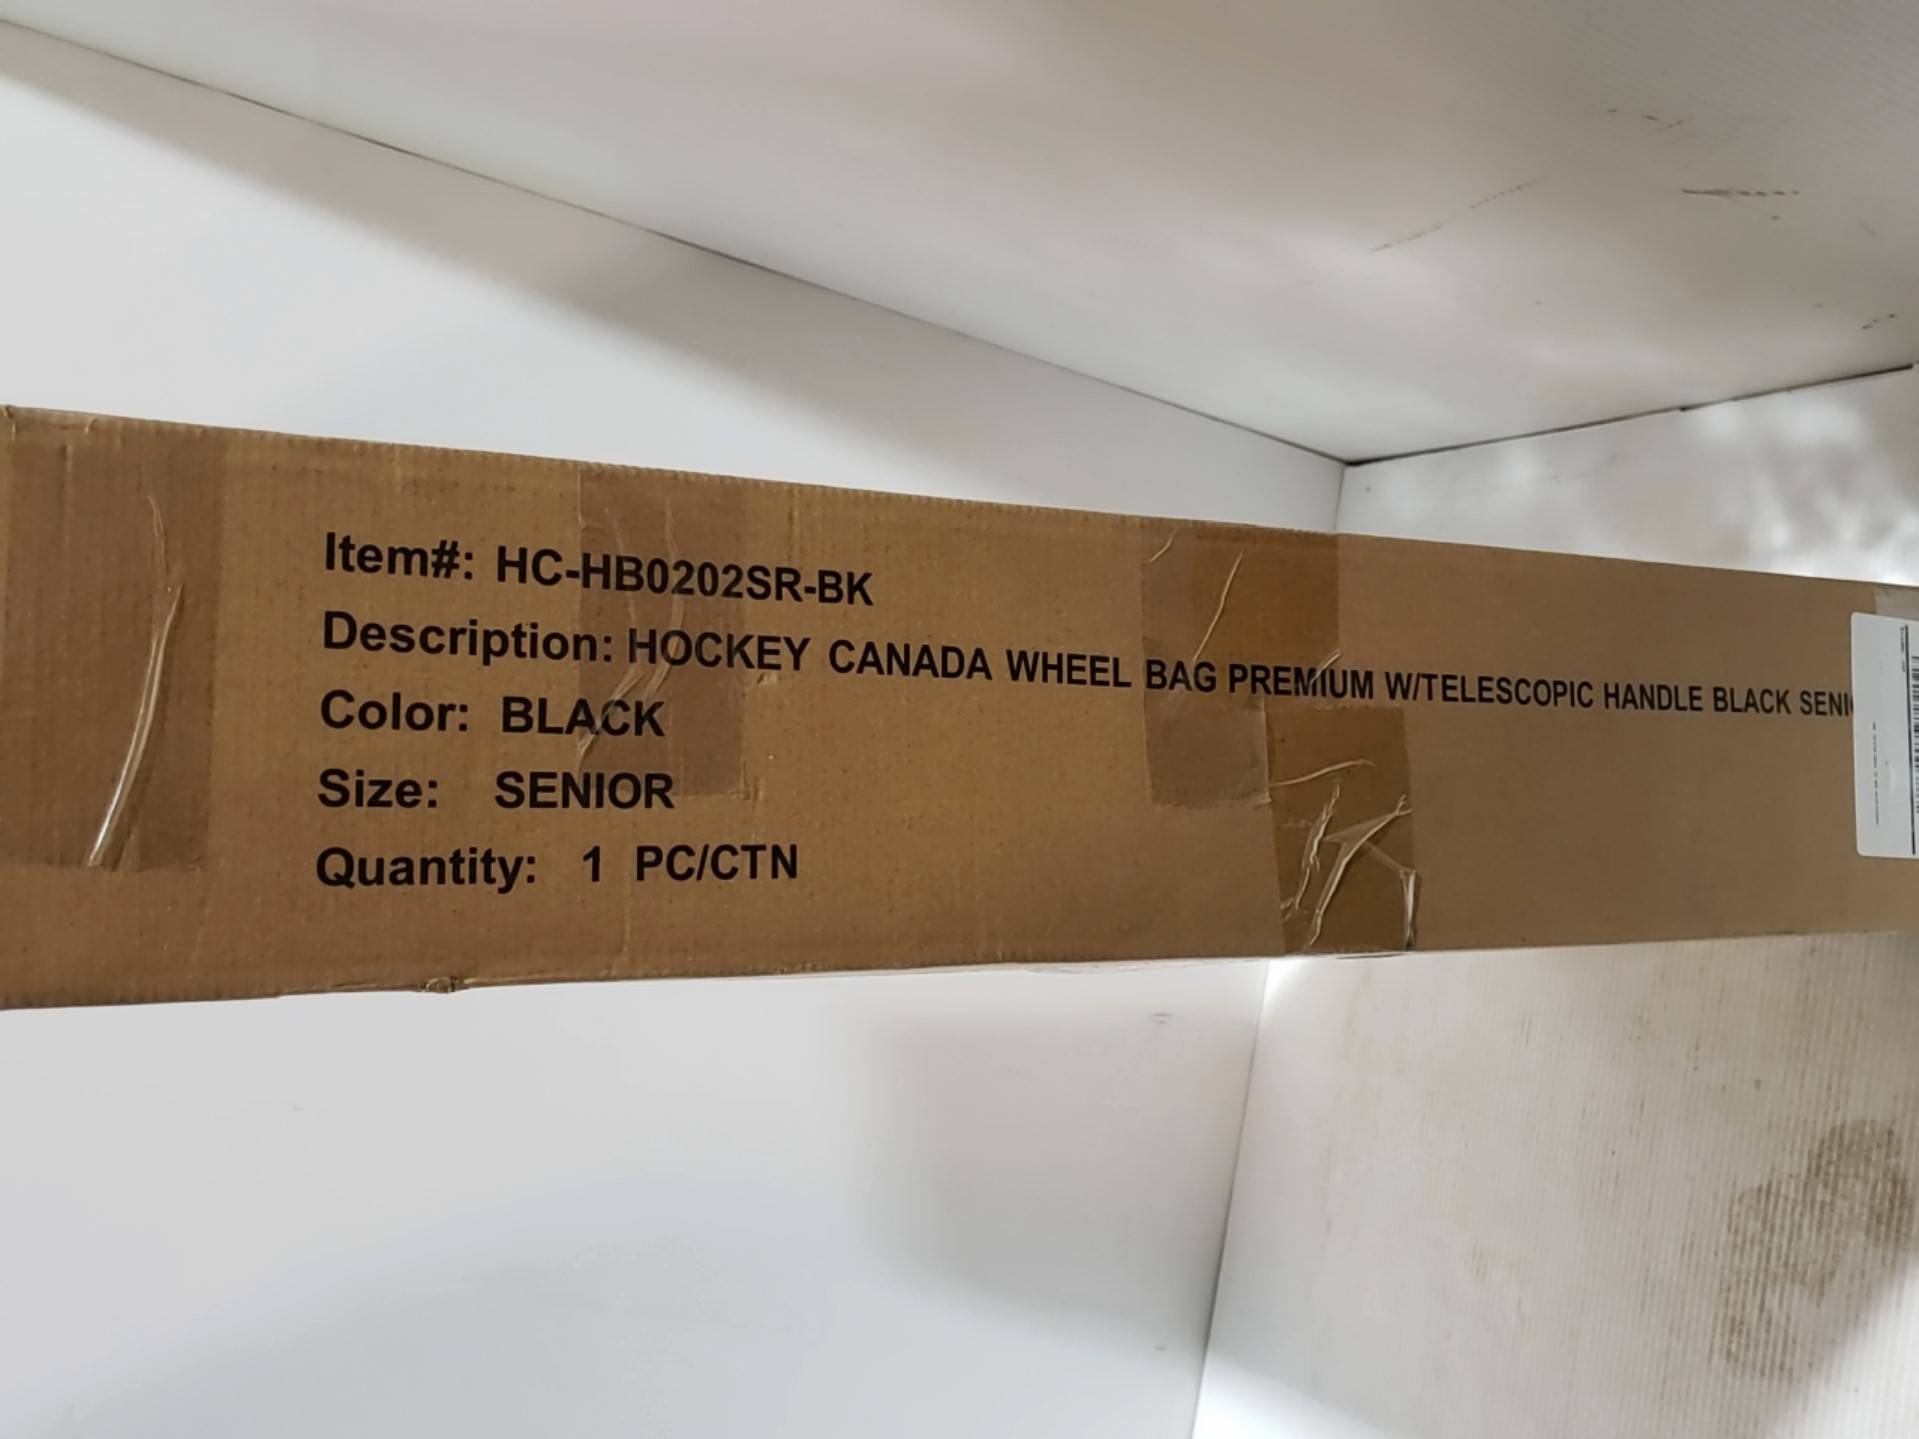 Item#: HC-HB0202SR-BK
Description: HOCKEY CANADA WHEEL BAG PREMIUM W/TELESCOPIC HANDLE BLACK
Color: BLACK
Size: SENIOR
Quantity: 1 PC/CTN